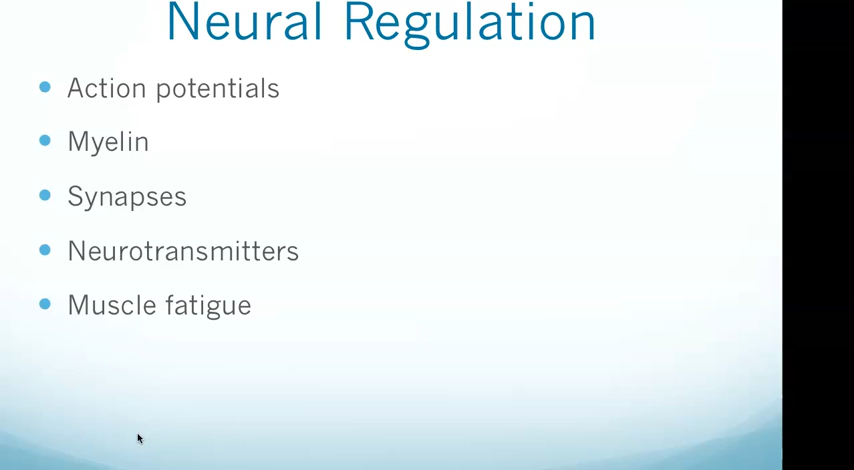 Neural Regulation
• Action potentials
• Myelin
• Synapses
• Neurotransmitters
• Muscle fatigue